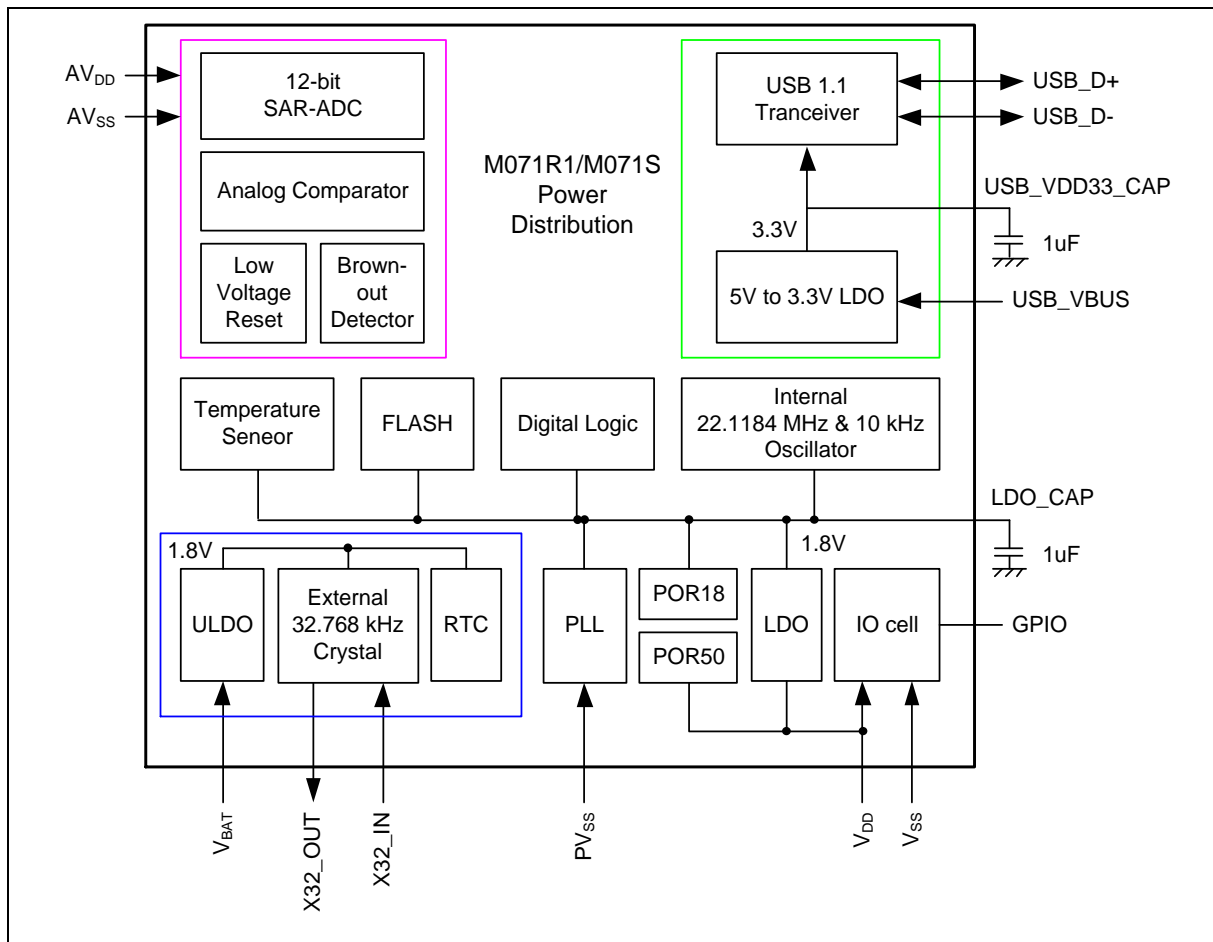 AVDD
AVSS
12-bit
SAR-ADC
Analog Comparator
Low
Voltage
Reset
Brown-
out
Detector
M071R1/M071S
Power
Distribution
USB 1.1
Tranceiver
USB_D+
USB_D-
USB_VDD33_CAP
3.3V
1uF
5V to 3.3V LDO
USB_VBUS
Temperature
Seneor
FLASH
Digital Logic
Internal
22.1184 MHz & 10 kHz
Oscillator
LDO_CAP
1uF
1.8V
ULDO
External
32.768 kHz
Crystal
RTC
PLL
POR18
POR50
1.8V
LDO
IO cell
GPIO
VBAT
X32_OUT
X32_IN
PVSS
VDD
VSS